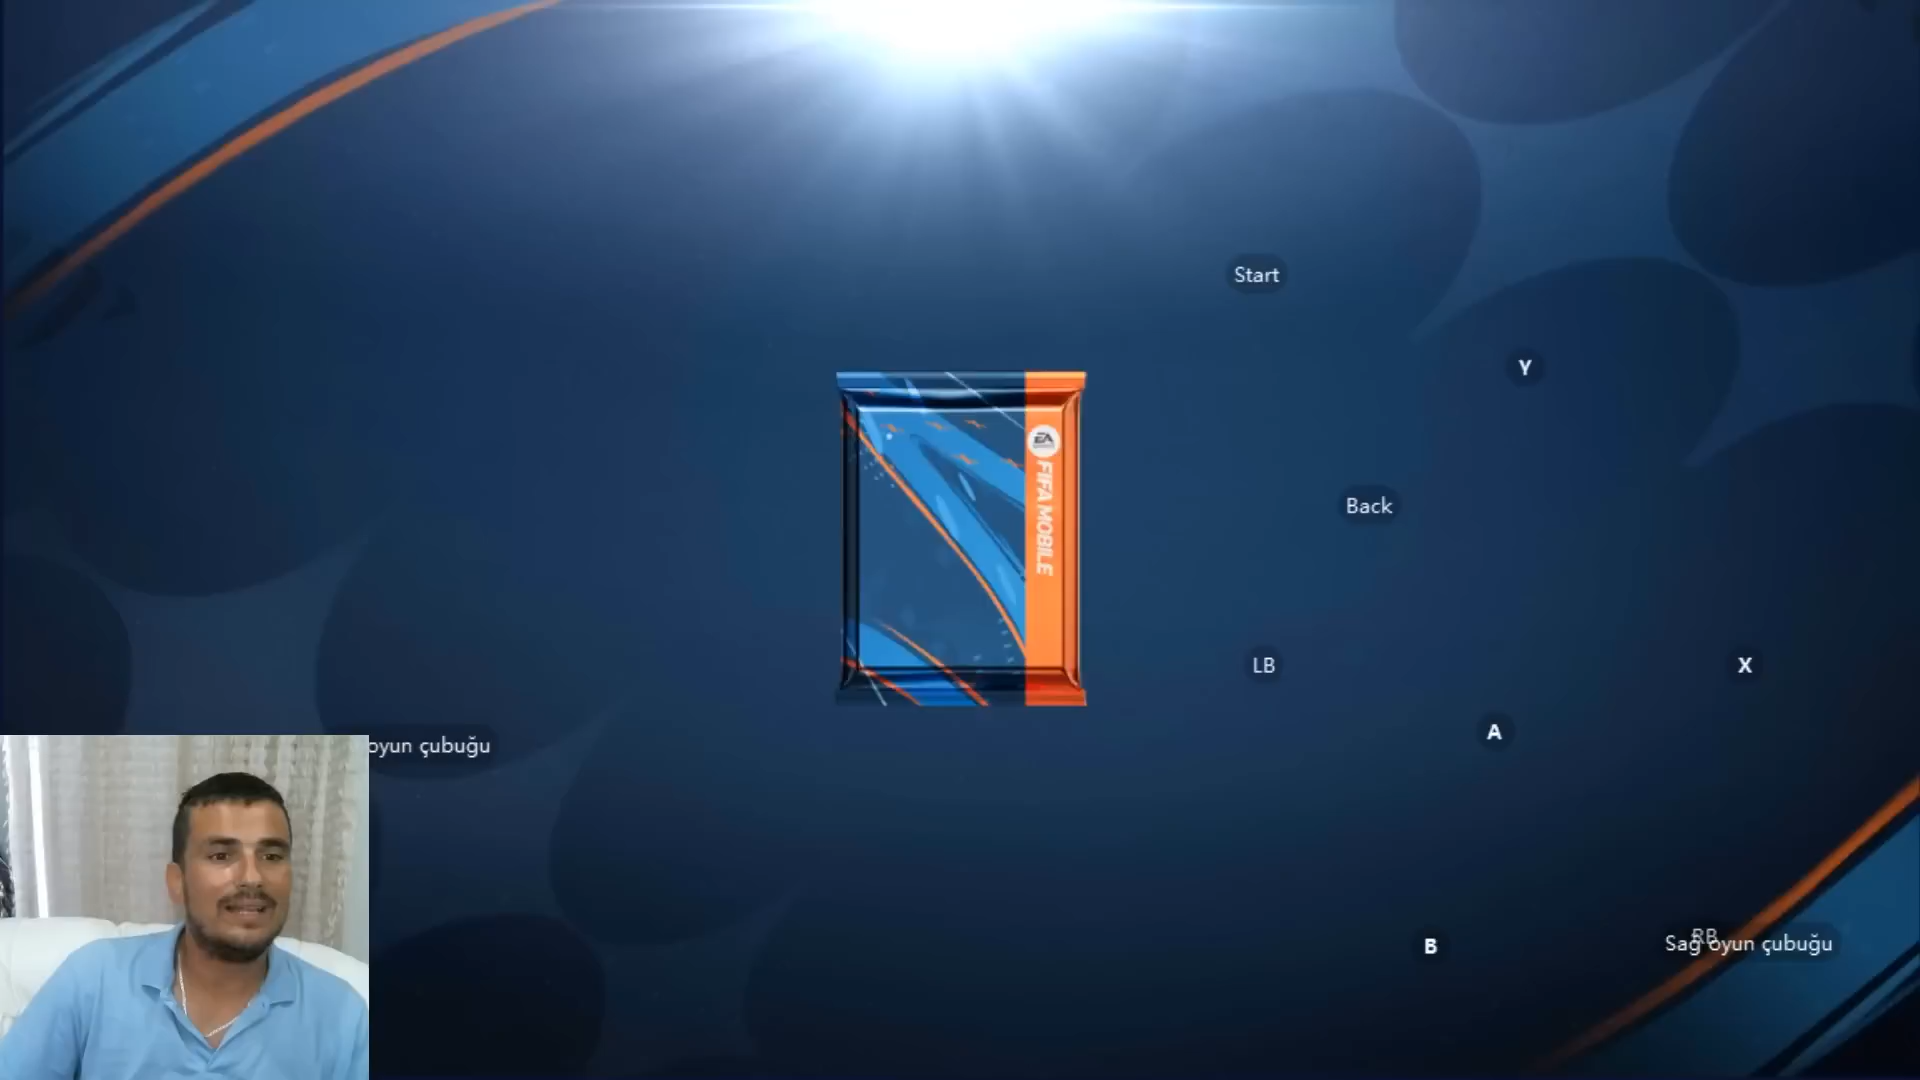 Start
Y
EA
FIFA MOBILE
Back
LB
X
A
oyun çubuğu
B
RB
Sağ oyun çubuğu